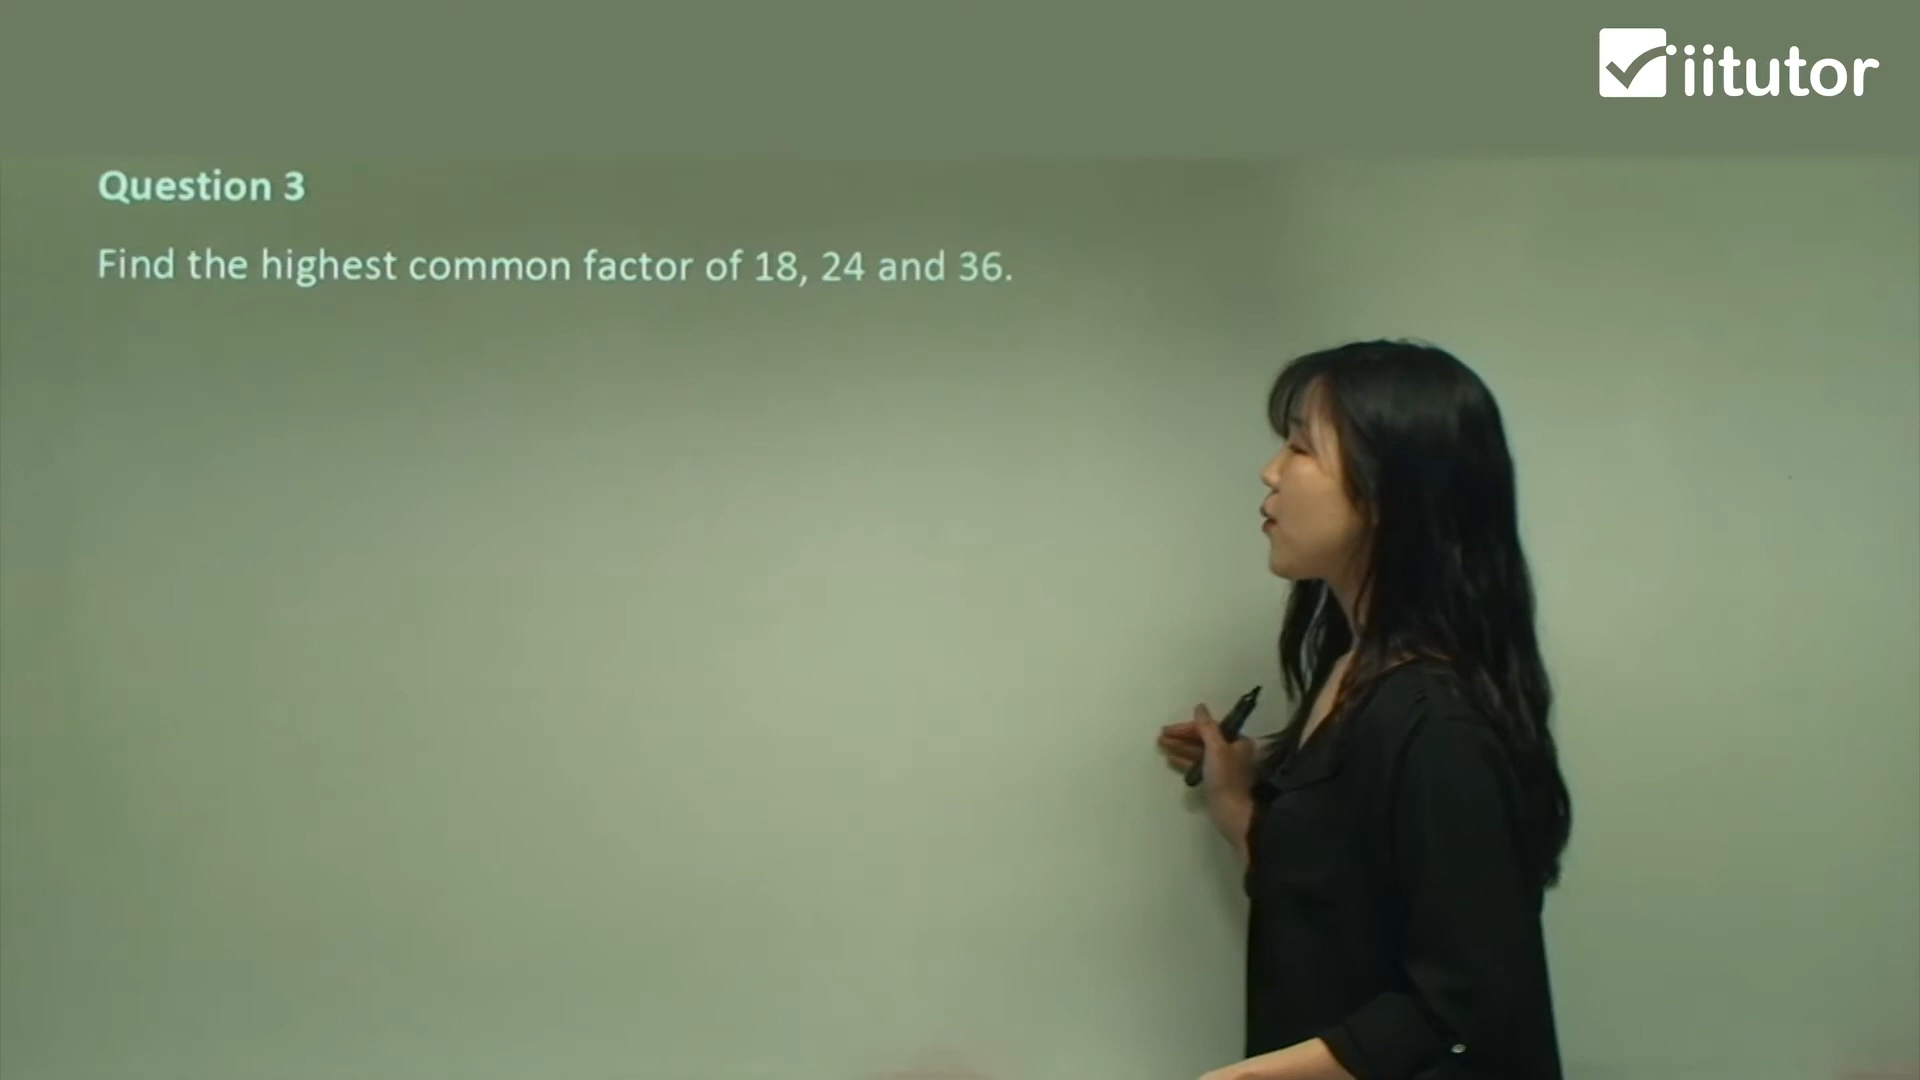 iitutor
Question 3
Find the highest common factor of 18, 24 and 36.